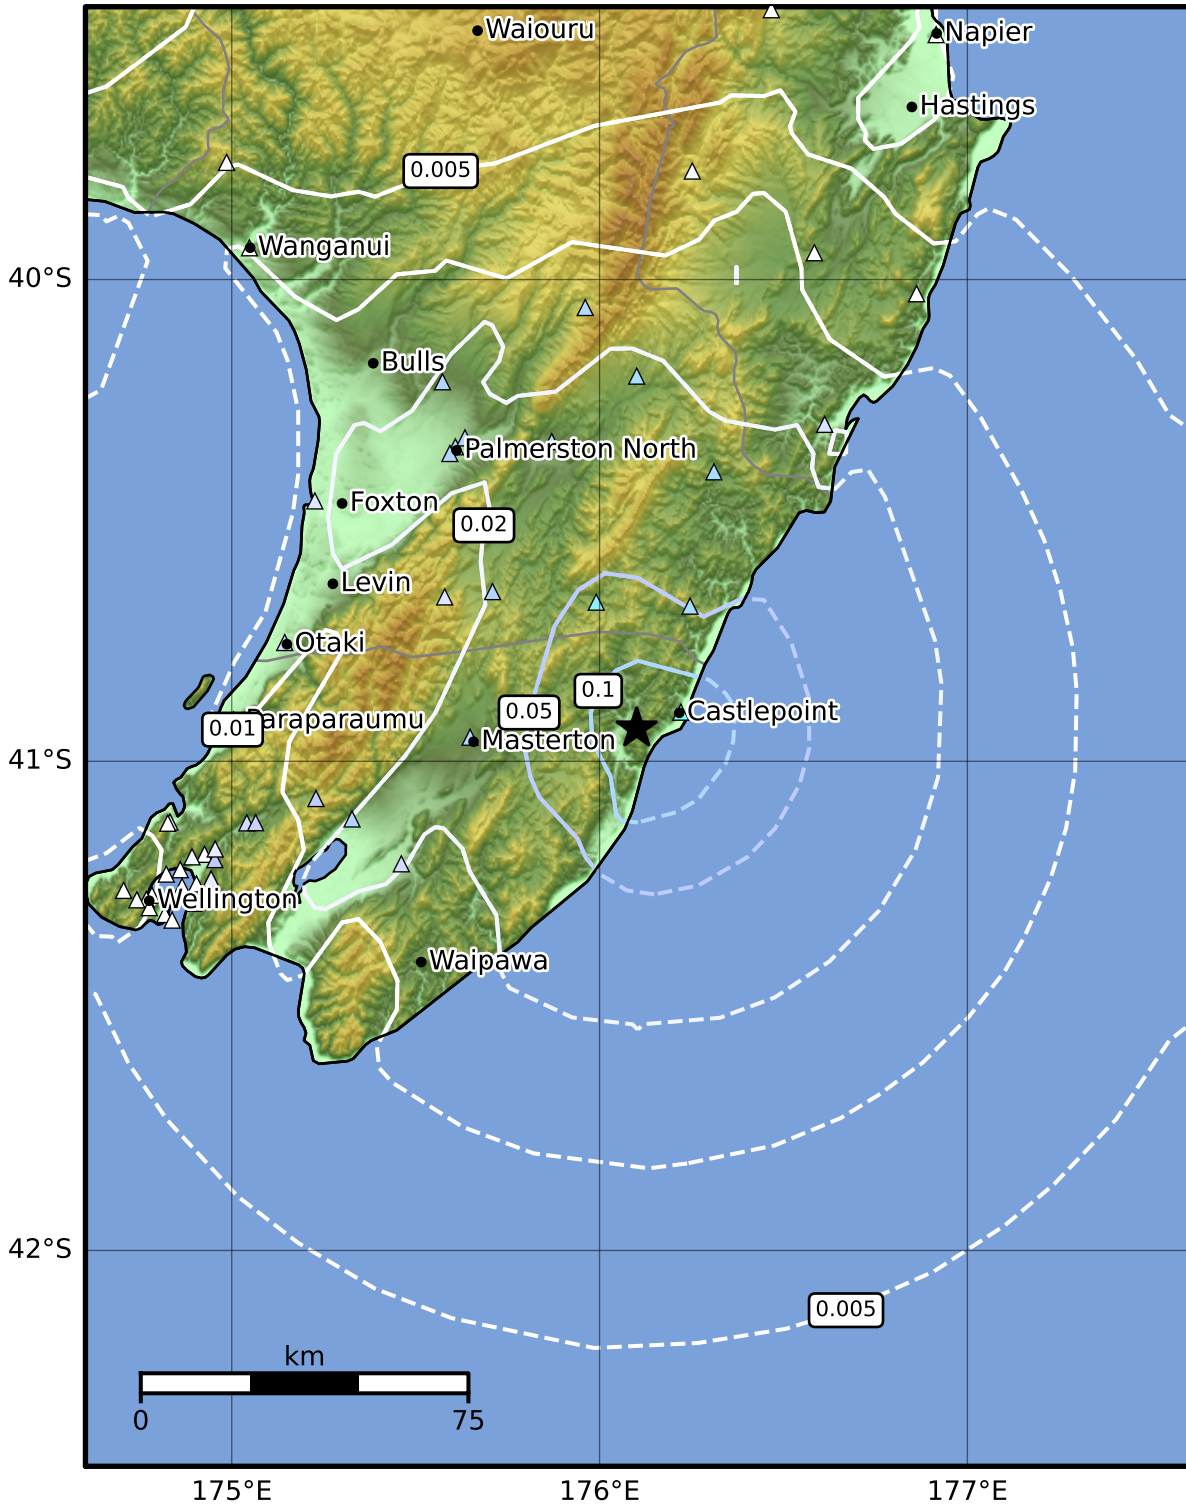 Waiouru
Napier
Hastings
0.005
Wanganui
40°S
Bulls
Palmerston North
Foxton
0.02
Levin
Otaki
0.1
0.05
Castlepoint
Paraparaumu
0.01
Masterton
41°S
Wellington
Waipawa
42°S
0.005
km
0
75
175°E
176°E
177°E